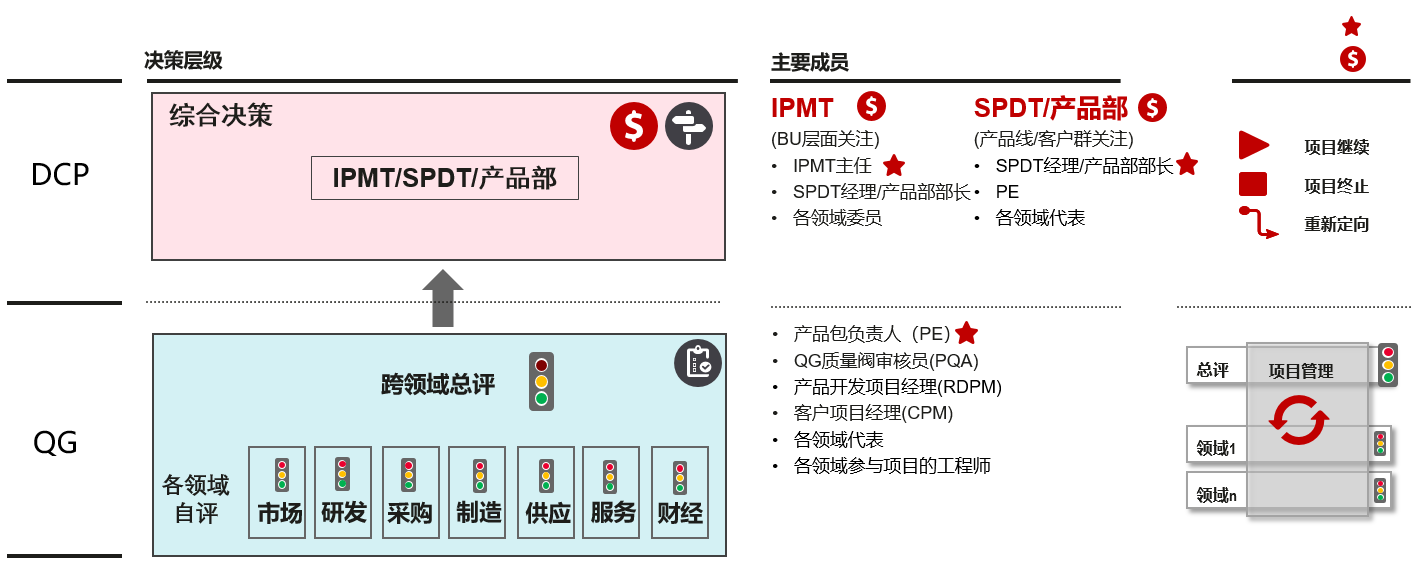 决策层级
主要成员
DCP
综合决策
IPMT/SPDT/产品部
IPMT
(BU层面关注)
• IPMT主任
• SPDT经理/产品部部长
• 各领域委员
SPDT/产品部
(产品线/客户群关注)
• SPDT经理/产品部部长
• PE
• 各领域代表
项目继续
项目终止
重新定向
QG
跨领域总评
各领域
自评
市场
研发
采购
制造
供应
服务
财经
• 产品包负责人（PE）
• QG质量阀审核员(PQA)
• 产品开发项目经理(RDPM)
• 客户项目经理(CPM)
• 各领域代表
• 各领域参与项目的工程师
总评
项目管理
领域1
领域n